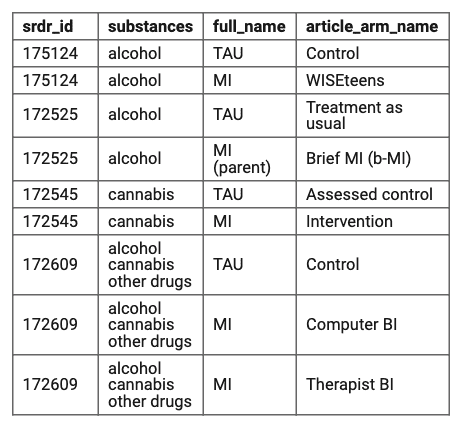 srdr_id substances full_name article_arm_name
175124 alcohol TAU Control
175124 alcohol MI WISEteens
172525 alcohol TAU Treatment as
usual
172525 alcohol MI
(parent) Brief MI (b-MI)
172545 cannabis TAU Assessed control
172545 cannabis MI Intervention
172609 alcohol
cannabis
other drugs TAU Control
172609 alcohol
cannabis
other drugs MI Computer BI
172609 alcohol
cannabis
other drugs MI Therapist BI